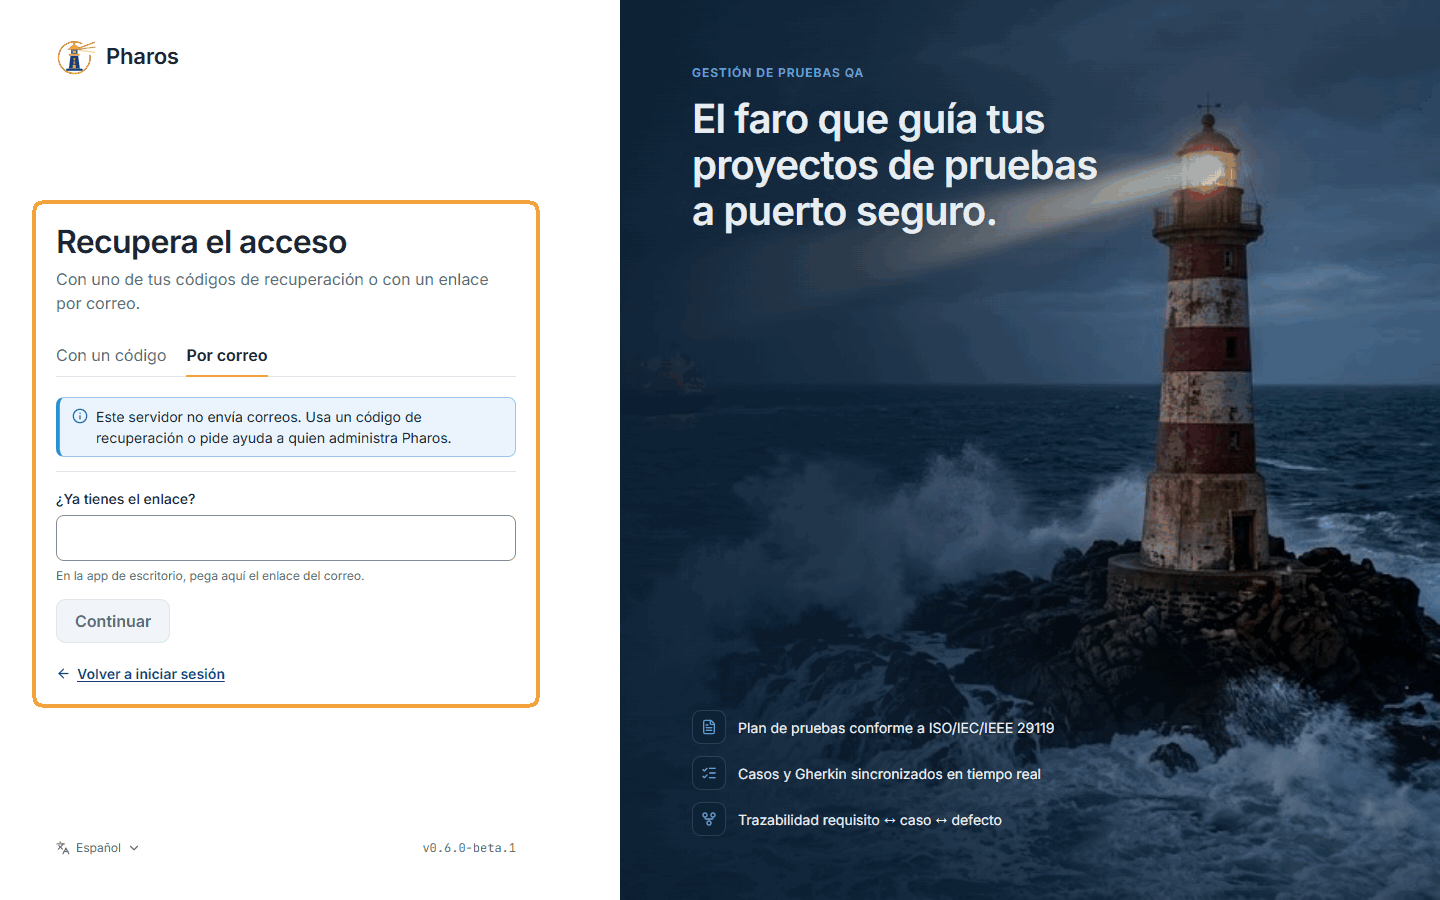 Pharos
Recupera el acceso
Con uno de tus códigos de recuperación o con un enlace
por correo.
Con un código
Por correo
Este servidor no envía correos. Usa un código de
recuperación o pide ayuda a quien administra Pharos.
¿Ya tienes el enlace?
En la app de escritorio, pega aquí el enlace del correo.
Continuar
Volver a iniciar sesión
Español
v0.6.0-beta.1
GESTIÓN DE PRUEBAS QA
El faro que guía tus
proyectos de pruebas
a puerto seguro.
Plan de pruebas conforme a ISO/IEC/IEEE 29119
Casos y Gherkin sincronizados en tiempo real
Trazabilidad requisito ↔ caso ↔ defecto